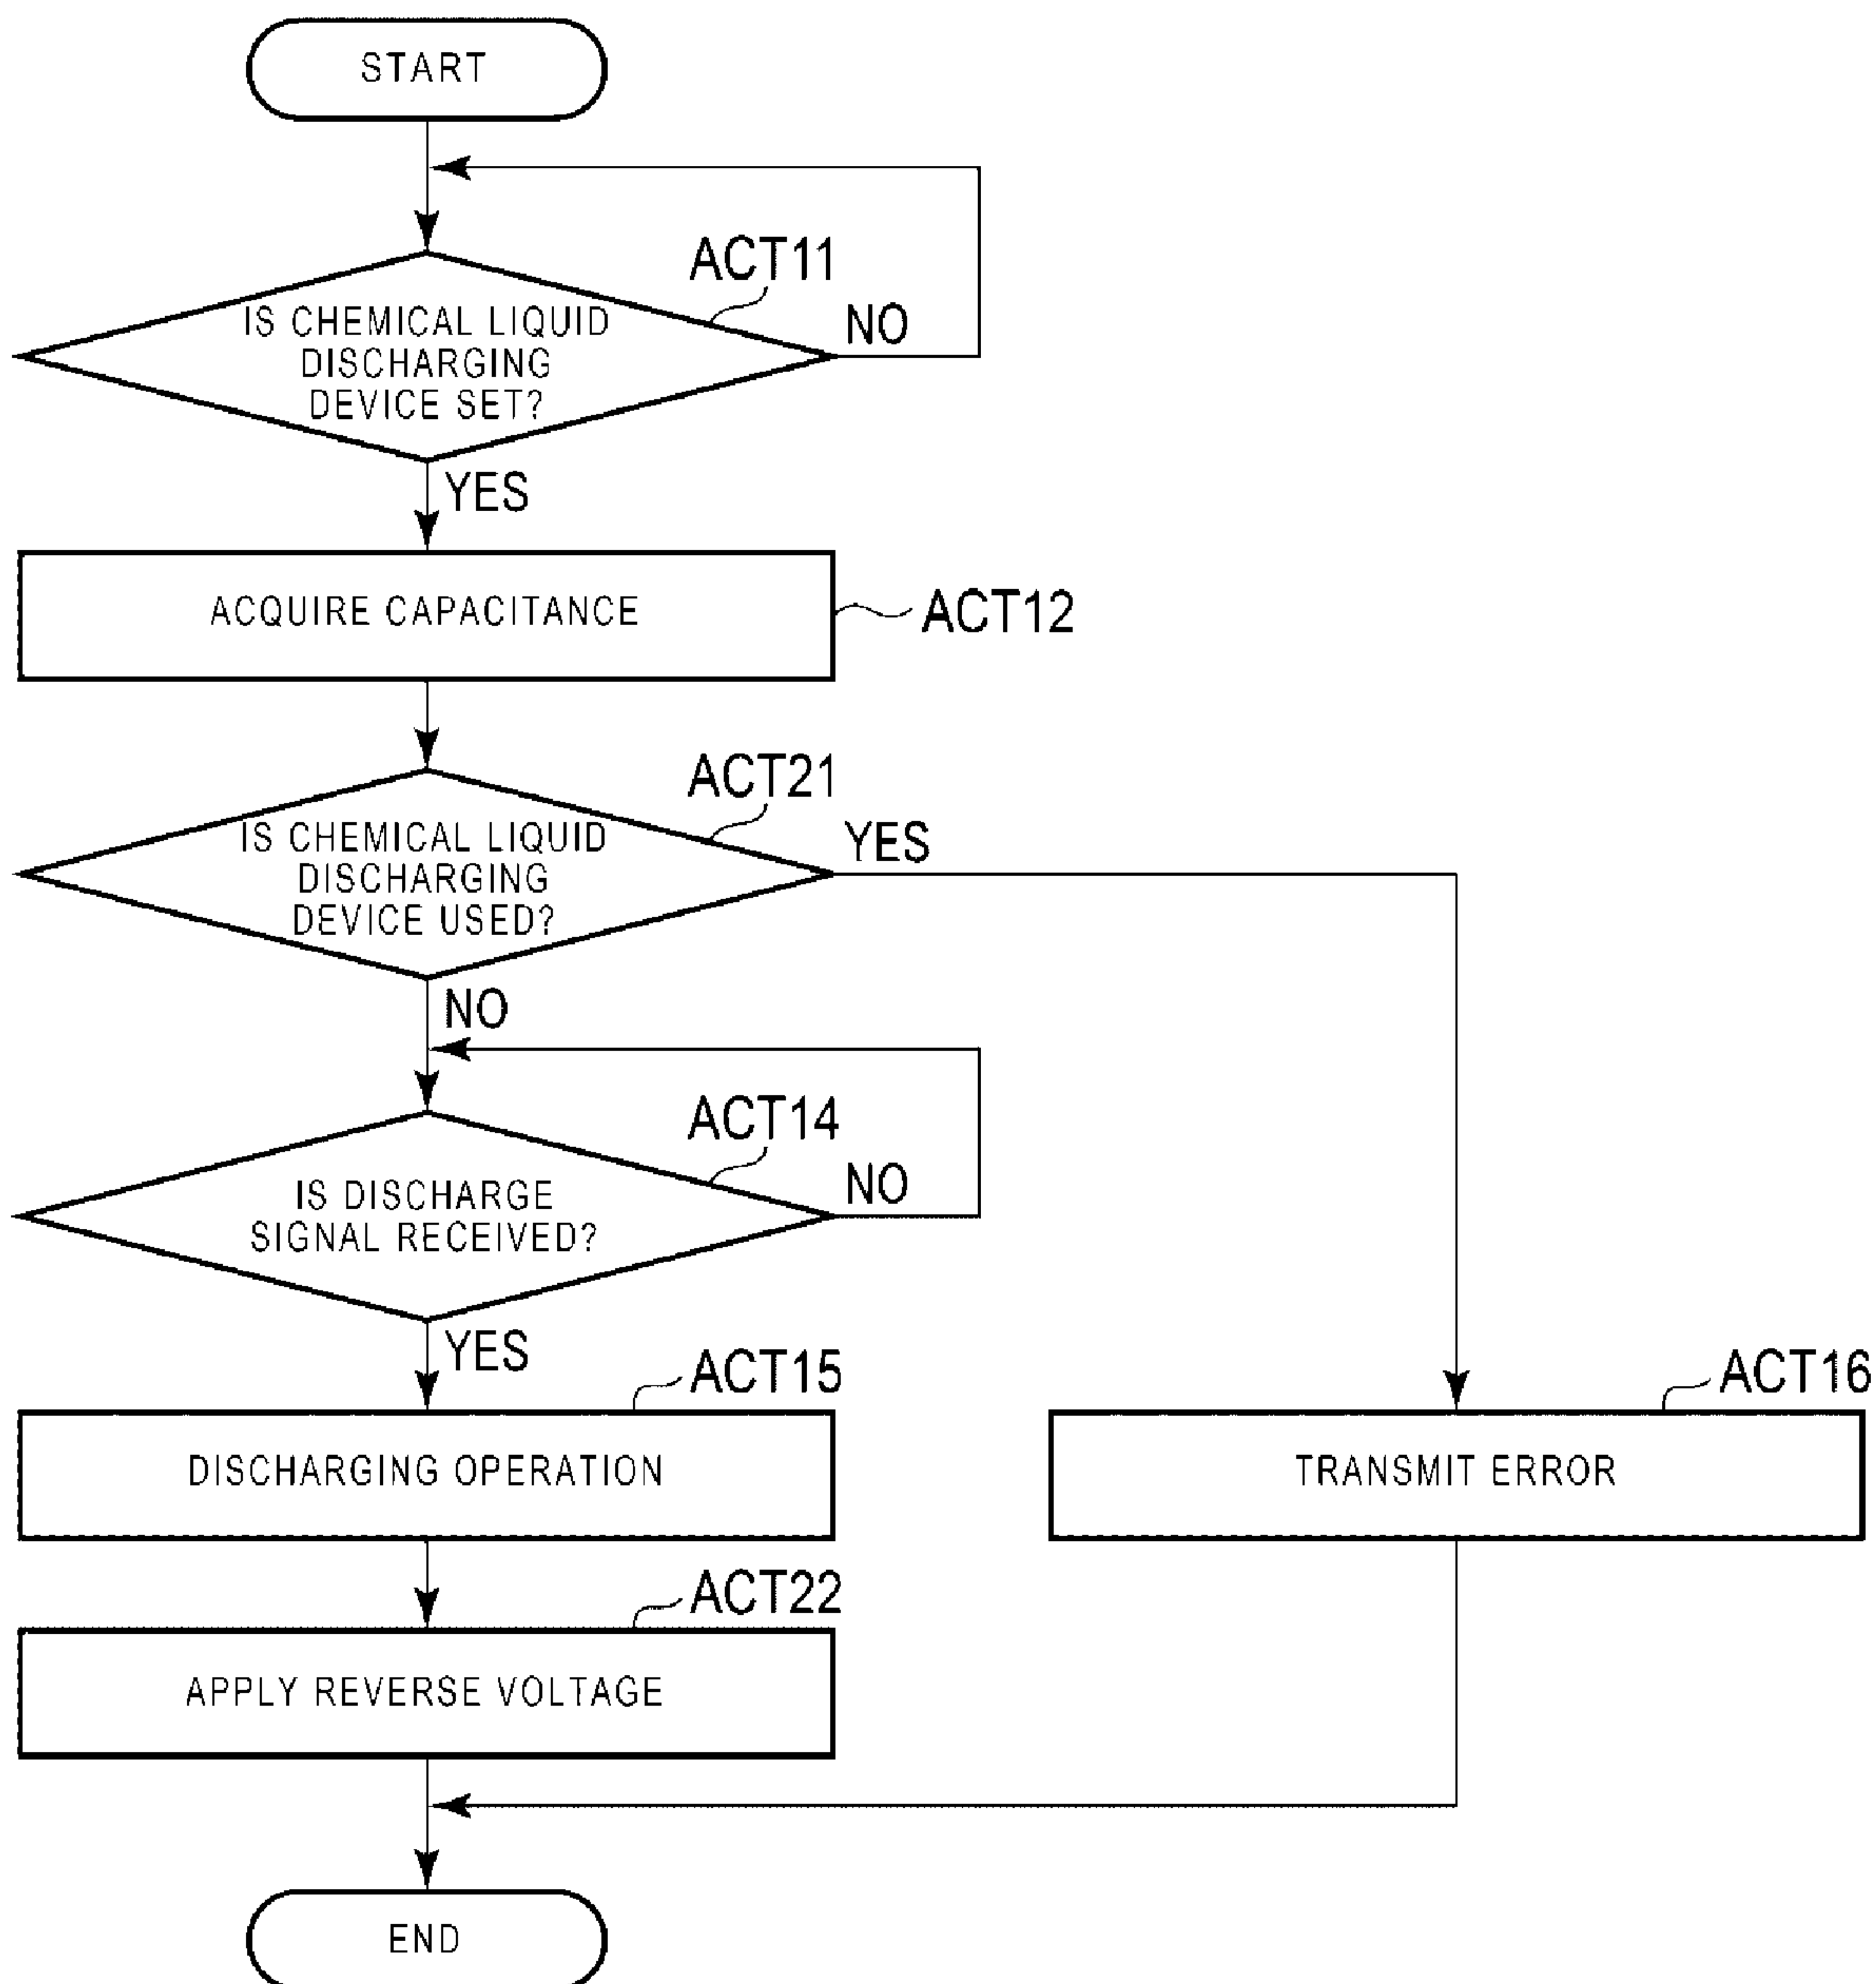 START
ACT11
IS CHEMICAL LIQUID
DISCHARGING
DEVICE SET?
NO
YES
ACQUIRE CAPACITANCE
ACT12
ACT21
IS CHEMICAL LIQUID
DISCHARGING
DEVICE USED?
YES
NO
ACT14
IS DISCHARGE
SIGNAL RECEIVED?
NO
YES
ACT15
DISCHARGING OPERATION
ACT16
TRANSMIT ERROR
ACT22
APPLY REVERSE VOLTAGE
END